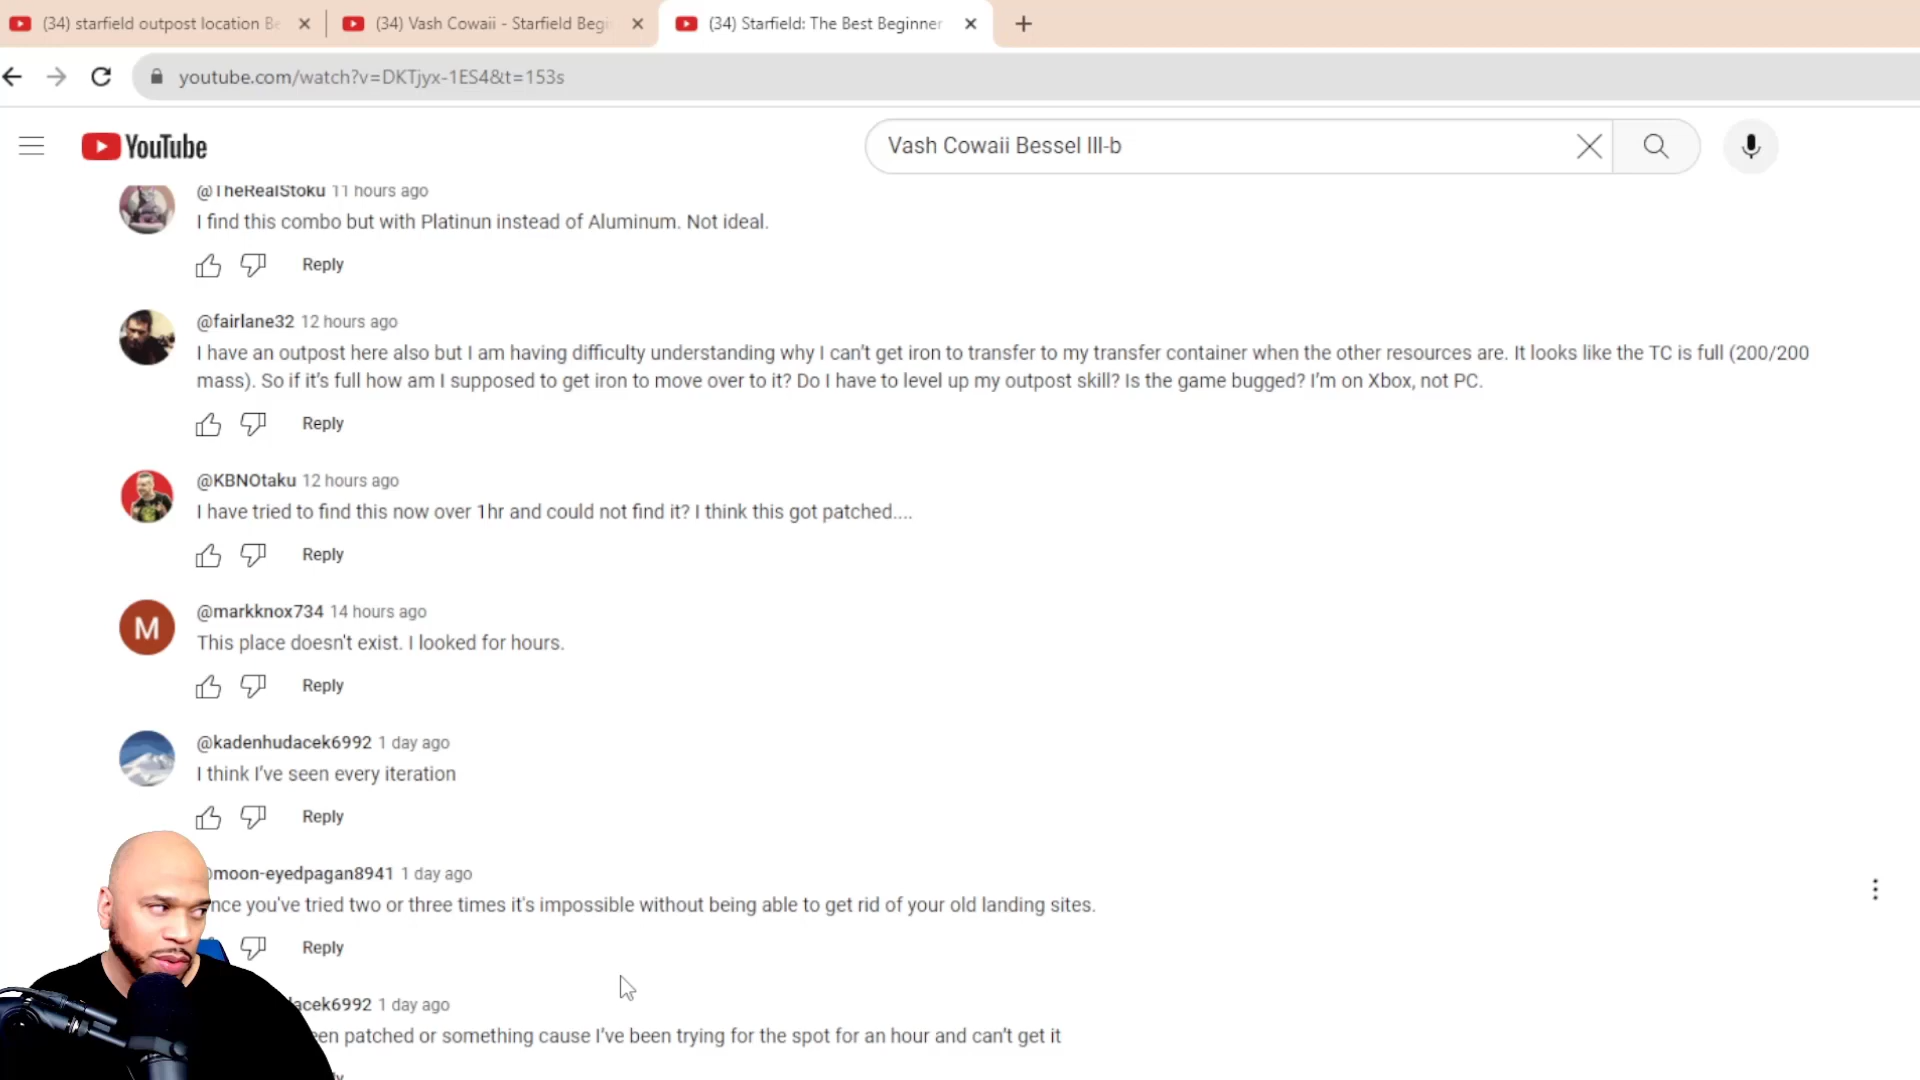 (34) starfield outpost location Be
(34) Vash Cowaii - Starfield Begi
(34) Starfield: The Best Beginner
youtube.com/watch?v=DKTjyx-1ES4&t=153s
YouTube
Vash Cowaii Bessel III-b
@TheRealStoku 11 hours ago
I find this combo but with Platinun instead of Aluminum. Not ideal.
Reply
@fairlane32 12 hours ago
I have an outpost here also but I am having difficulty understanding why I can't get iron to transfer to my transfer container when the other resources are. It looks like the TC is full (200/200
mass). So if it's full how am I supposed to get iron to move over to it? Do I have to level up my outpost skill? Is the game bugged? I'm on Xbox, not PC.
Reply
@KBNOtaku 12 hours ago
I have tried to find this now over 1hr and could not find it? I think this got patched....
Reply
M
@markknox734 14 hours ago
This place doesn't exist. I looked for hours.
Reply
@kadenhudacek6992 1 day ago
I think I've seen every iteration
Reply
moon-eyedpagan8941 1 day ago
nce you've tried two or three times it's impossible without being able to get rid of your old landing sites.
Reply
acek6992 1 day ago
en patched or something cause I've been trying for the spot for an hour and can't get it